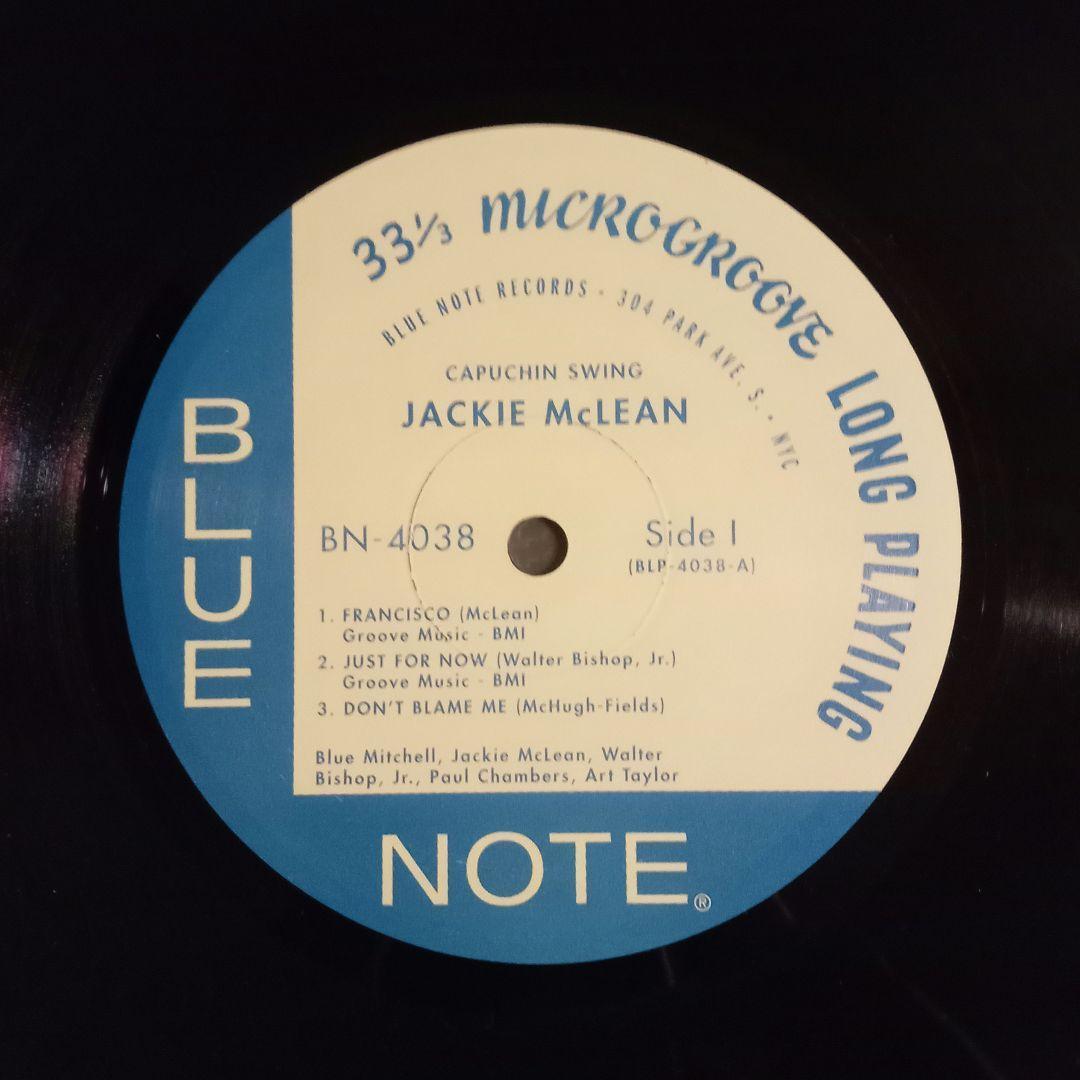 33⅓ MICROGROOVE LONG PLAYING
BLUE NOTE RECORDS · 304 PARK AVE. S. · NYC
CAPUCHIN SWING
JACKIE McLEAN
BN-4038
Side I
(BLP-4038-A)
1. FRANCISCO (McLean)
Groove Music - BMI
2. JUST FOR NOW (Walter Bishop, Jr.)
Groove Music - BMI
3. DON'T BLAME ME (McHugh-Fields)
Blue Mitchell, Jackie McLean, Walter
Bishop, Jr., Paul Chambers, Art Taylor
BLUE
NOTE®